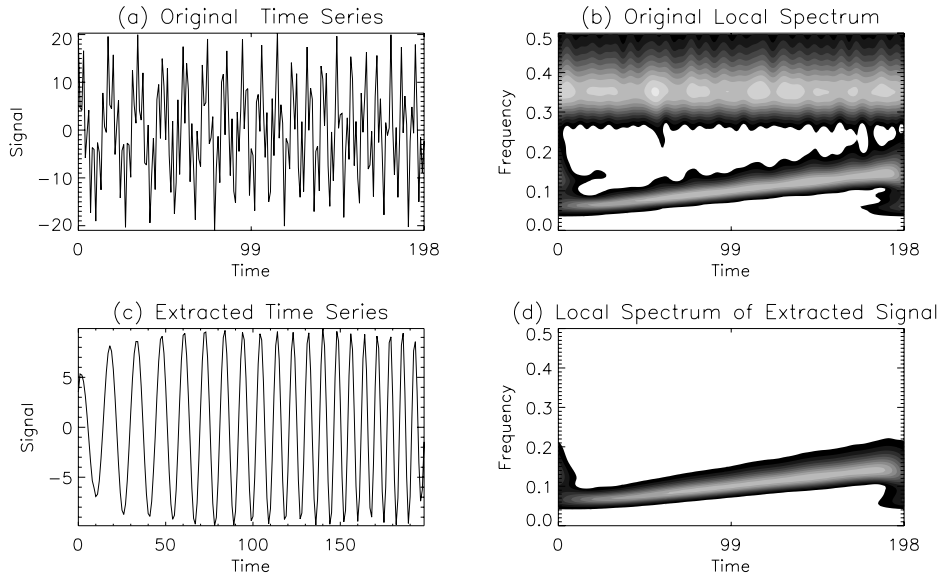 (a) Original Time Series
20
10
0
−10
−20
Signal
0
99
198
Time
(b) Original Local Spectrum
0.5
0.4
0.3
0.2
0.1
0.0
Frequency
0
99
198
Time
(c) Extracted Time Series
5
0
−5
Signal
0
50
100
150
Time
(d) Local Spectrum of Extracted Signal
0.5
0.4
0.3
0.2
0.1
0.0
Frequency
0
99
198
Time